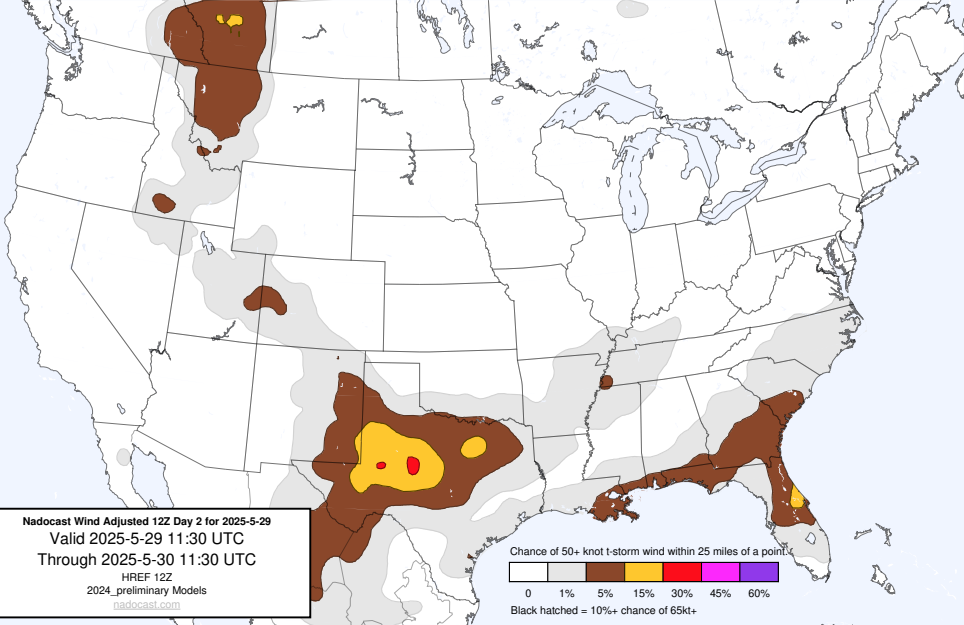 Nadocast Wind Adjusted 12Z Day 2 for 2025-5-29
Valid 2025-5-29 11:30 UTC
Through 2025-5-30 11:30 UTC
HREF 12Z
2024_preliminary Models
nadocast.com
Chance of 50+ knot t-storm wind within 25 miles of a point.
0 1% 5% 15% 30% 45% 60%
Black hatched = 10%+ chance of 65kt+